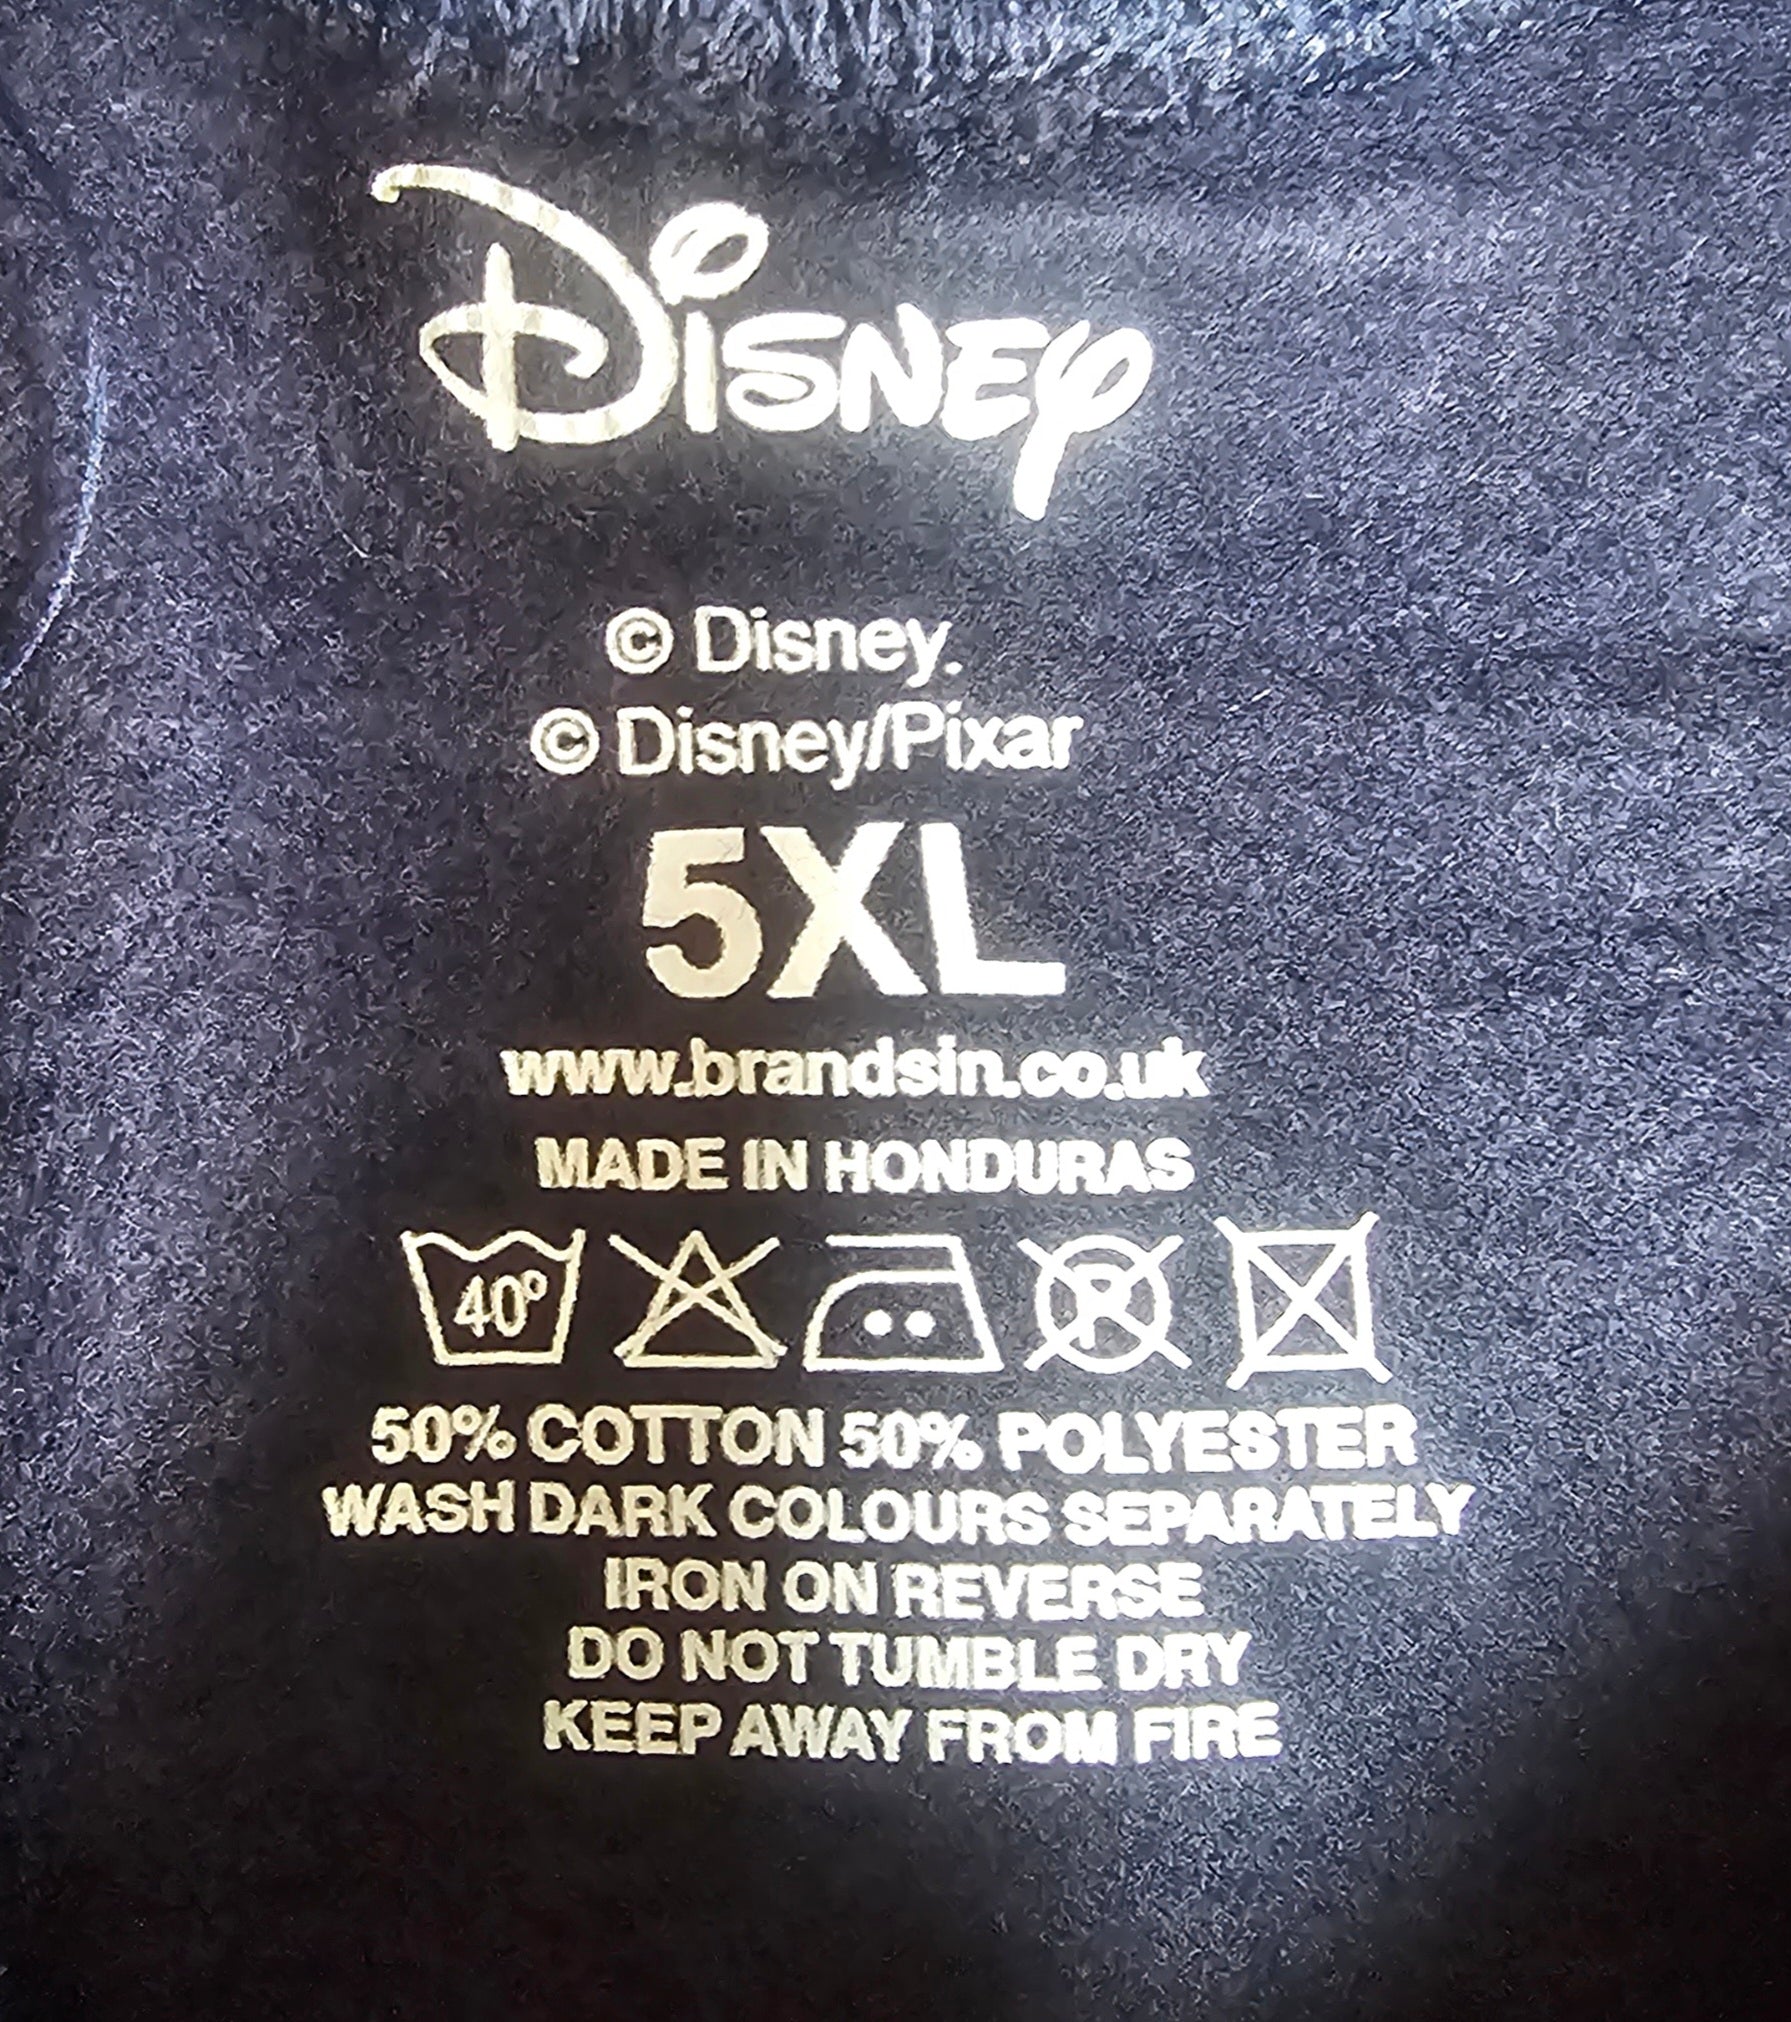 Disney
© Disney.
© Disney/Pixar
5XL
www.brandsin.co.uk
MADE IN HONDURAS
40° P
50% COTTON 50% POLYESTER
WASH DARK COLOURS SEPARATELY
IRON ON REVERSE
DO NOT TUMBLE DRY
KEEP AWAY FROM FIRE